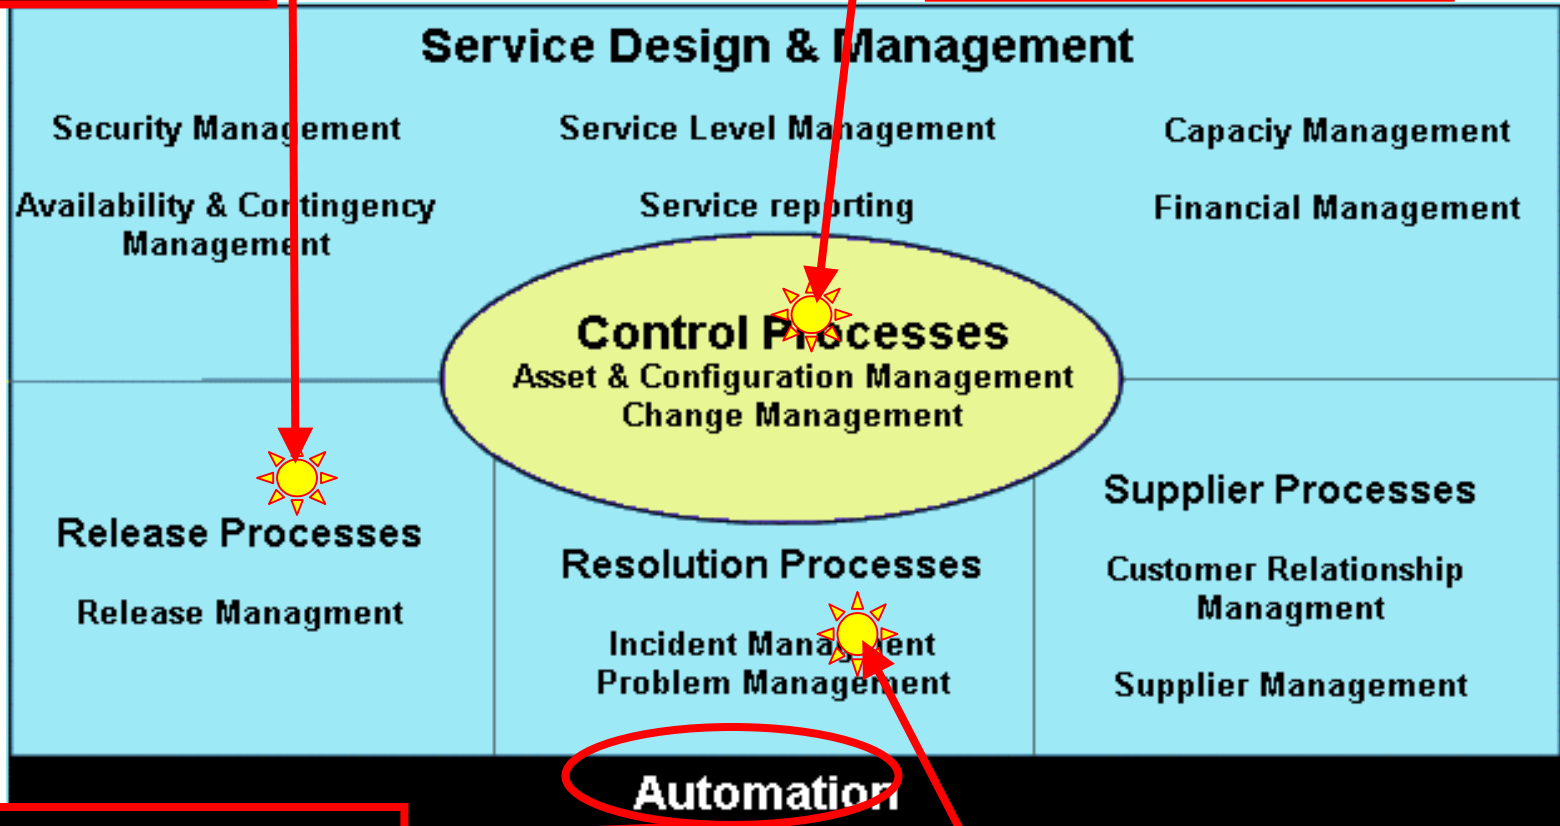 Service Design & Management
Security Management
Service Level Management
Capaciy Management
Availability & Contingency
Management
Service reporting
Financial Management
Control Processes
Asset & Configuration Management
Change Management
Release Processes
Release Managment
Resolution Processes
Incident Management
Problem Management
Supplier Processes
Customer Relationship
Managment
Supplier Management
Automation